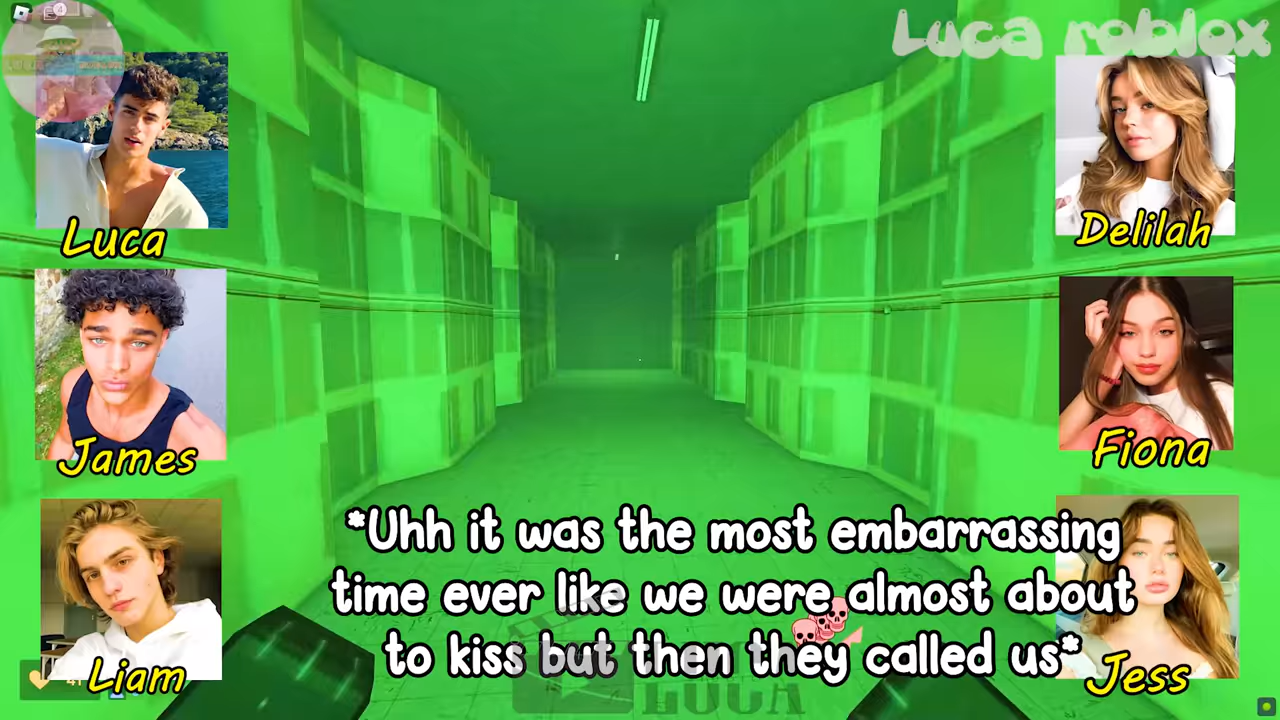 Luca roblox
Luca
Delilah
James
Fiona
*Uhh it was the most embarrassing
time ever like we were almost about
to kiss but then they called us*
Liam
Jess
LUCA